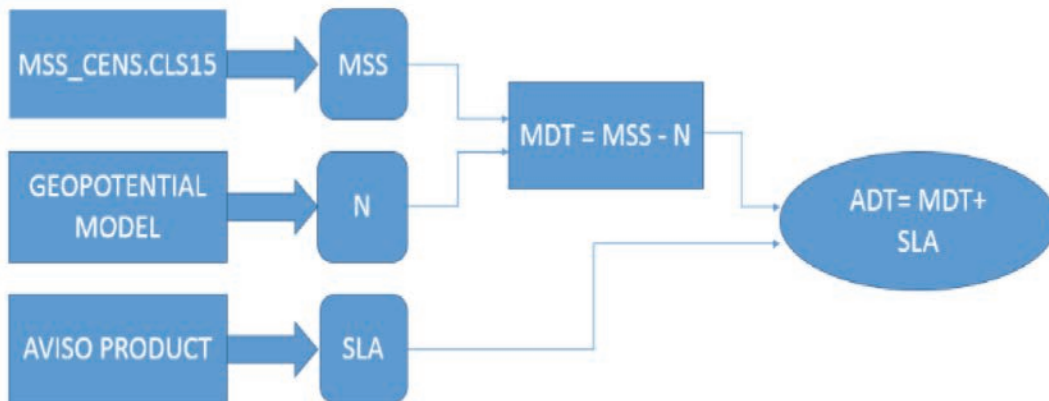 MSS_CENS.CLS15
MSS
MDT = MSS - N
GEOPOTENTIAL
MODEL
N
ADT= MDT+
SLA
AVISO PRODUCT
SLA